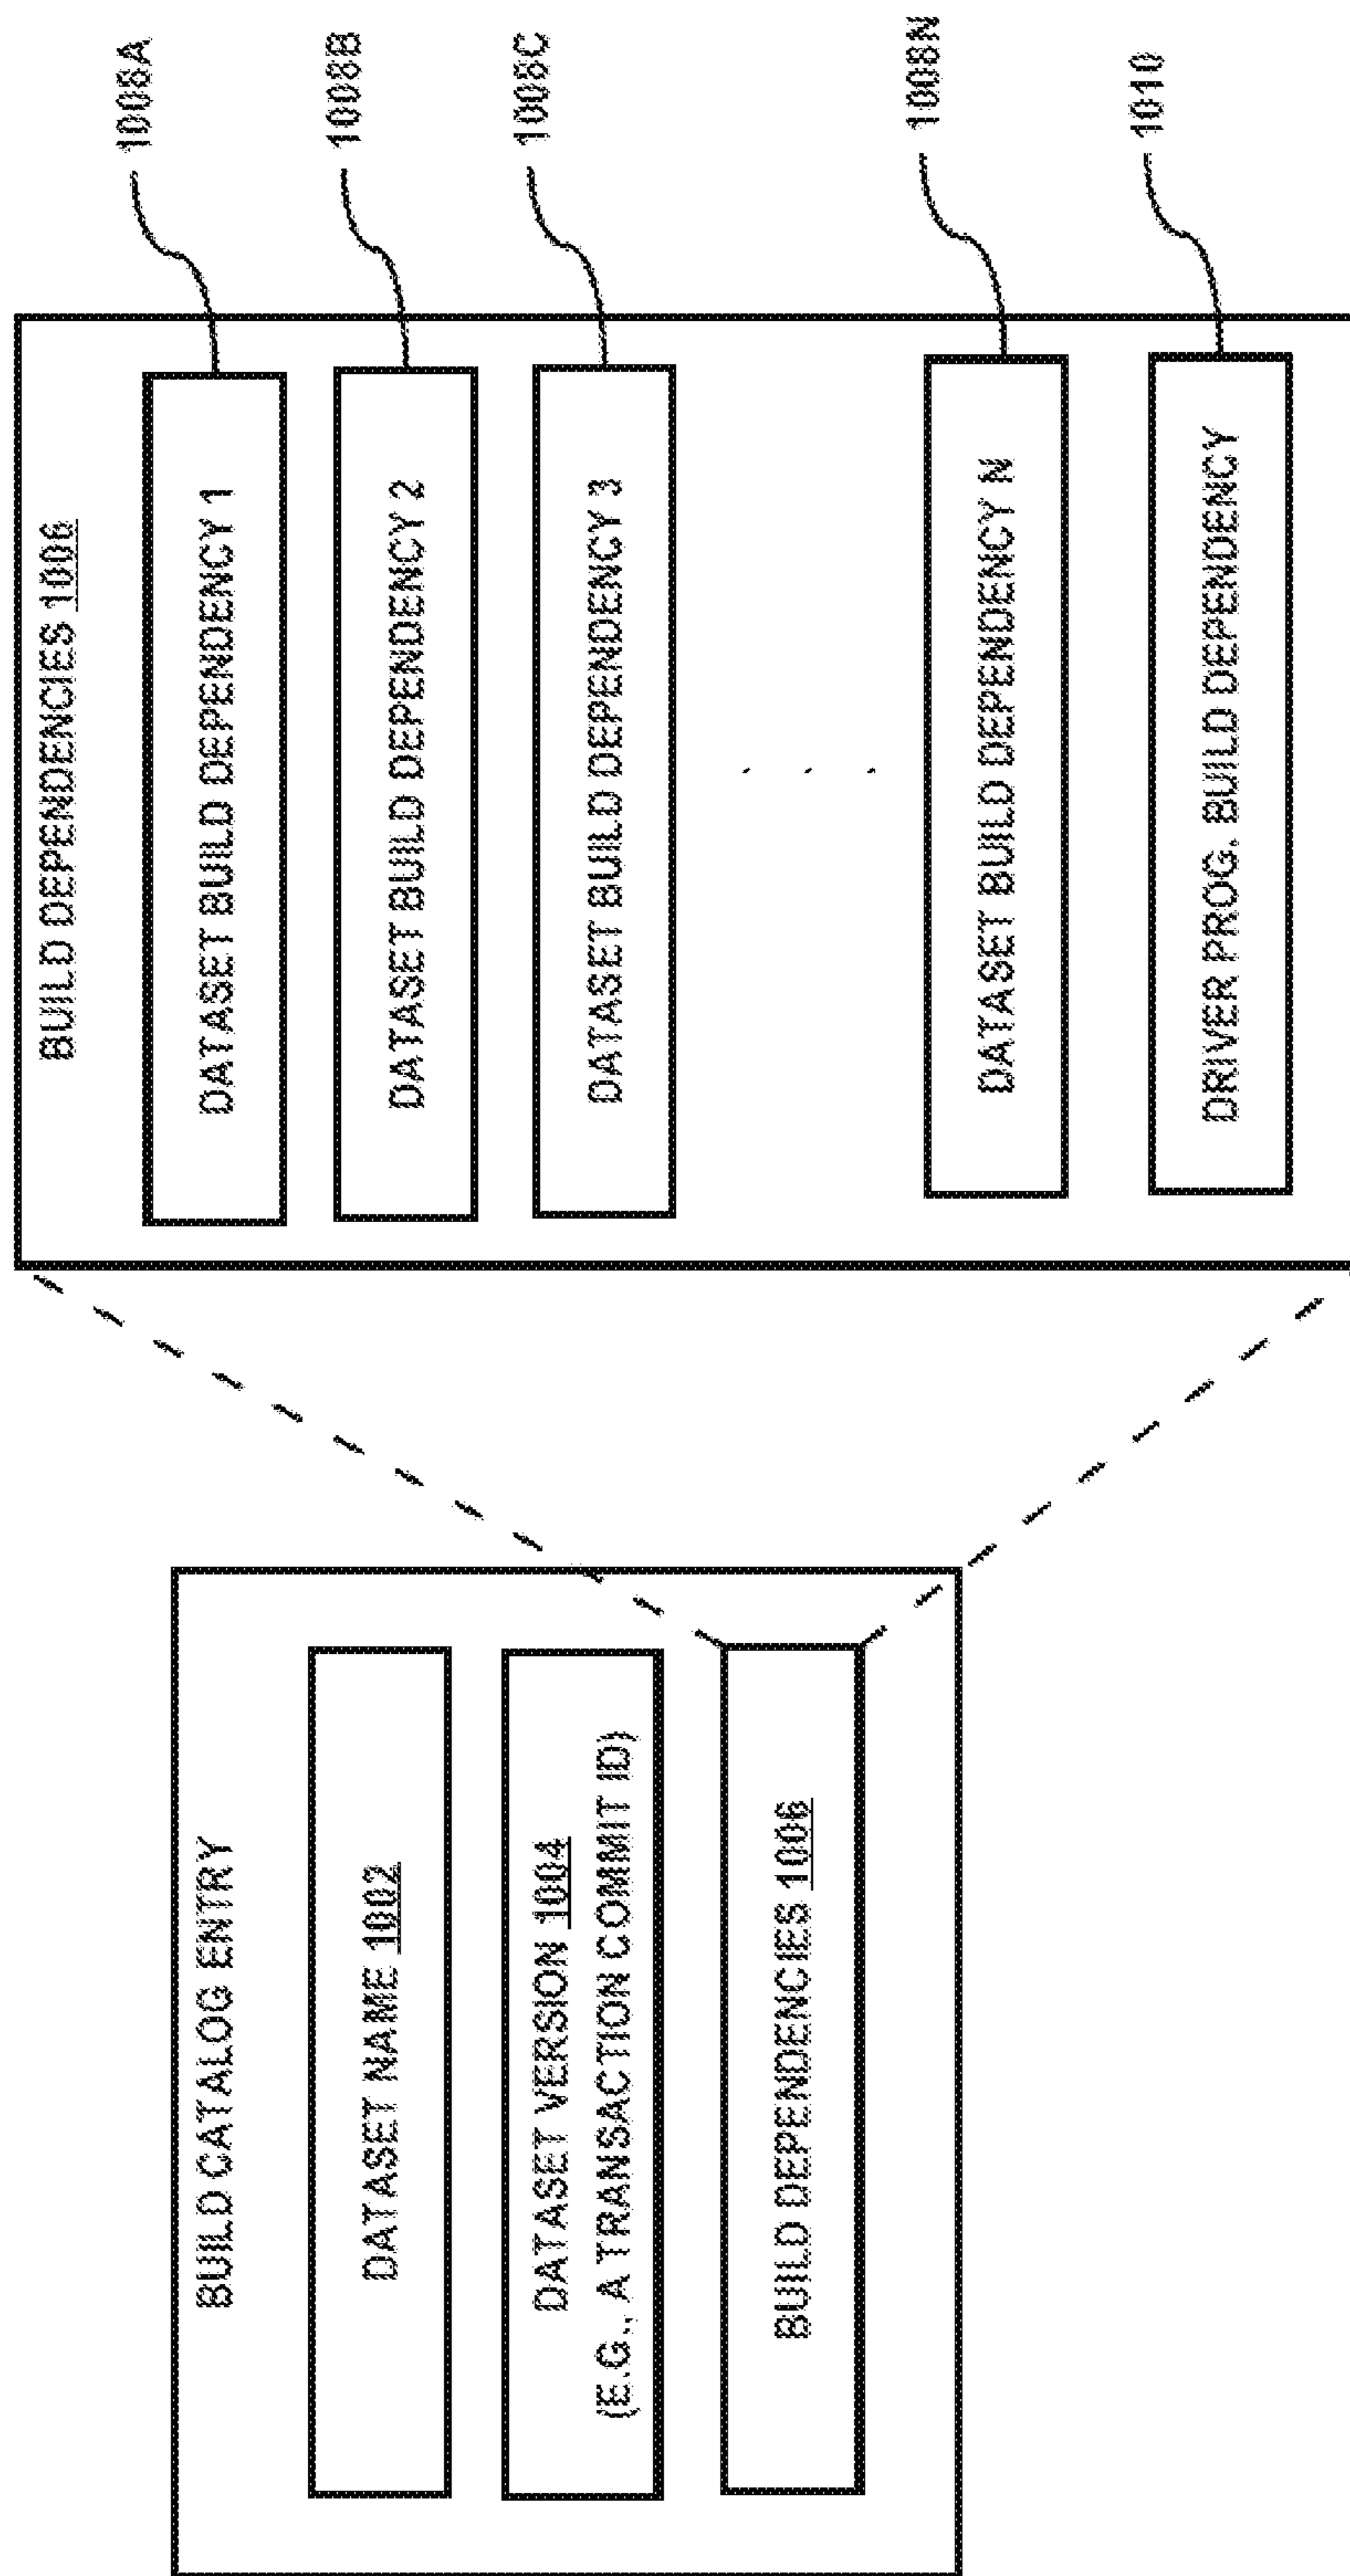 BUILD CATALOG ENTRY
DATASET NAME 1002
DATASET VERSION 1004
(E.G., A TRANSACTION COMMIT ID)
BUILD DEPENDENCIES 1006
BUILD DEPENDENCIES 1006
DATASET BUILD DEPENDENCY 1
1008A
DATASET BUILD DEPENDENCY 2
1008B
DATASET BUILD DEPENDENCY 3
1008C
. . .
DATASET BUILD DEPENDENCY N
1008N
DRIVER PROG. BUILD DEPENDENCY
1010